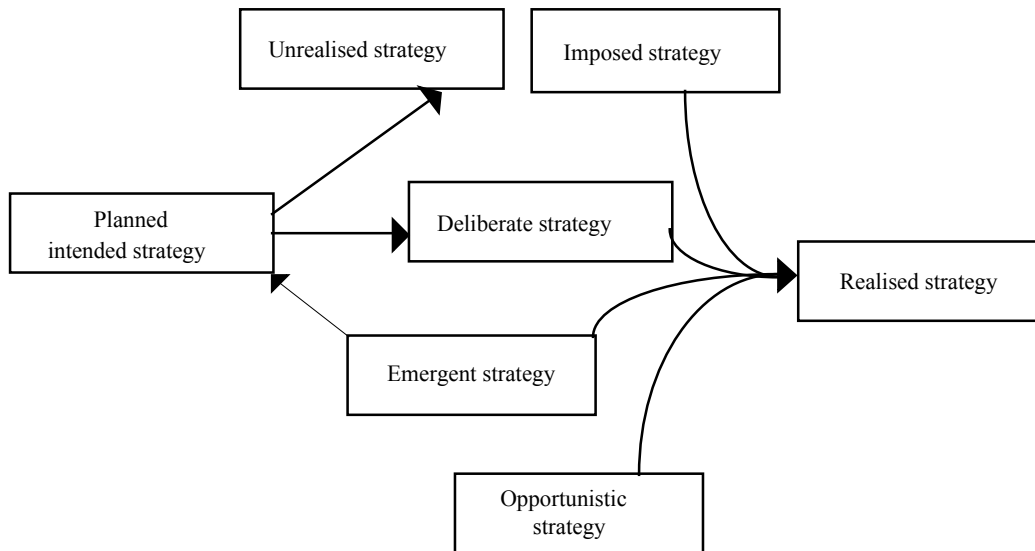 Unrealised strategy
Imposed strategy
Planned
intended strategy
Deliberate strategy
Realised strategy
Emergent strategy
Opportunistic
strategy